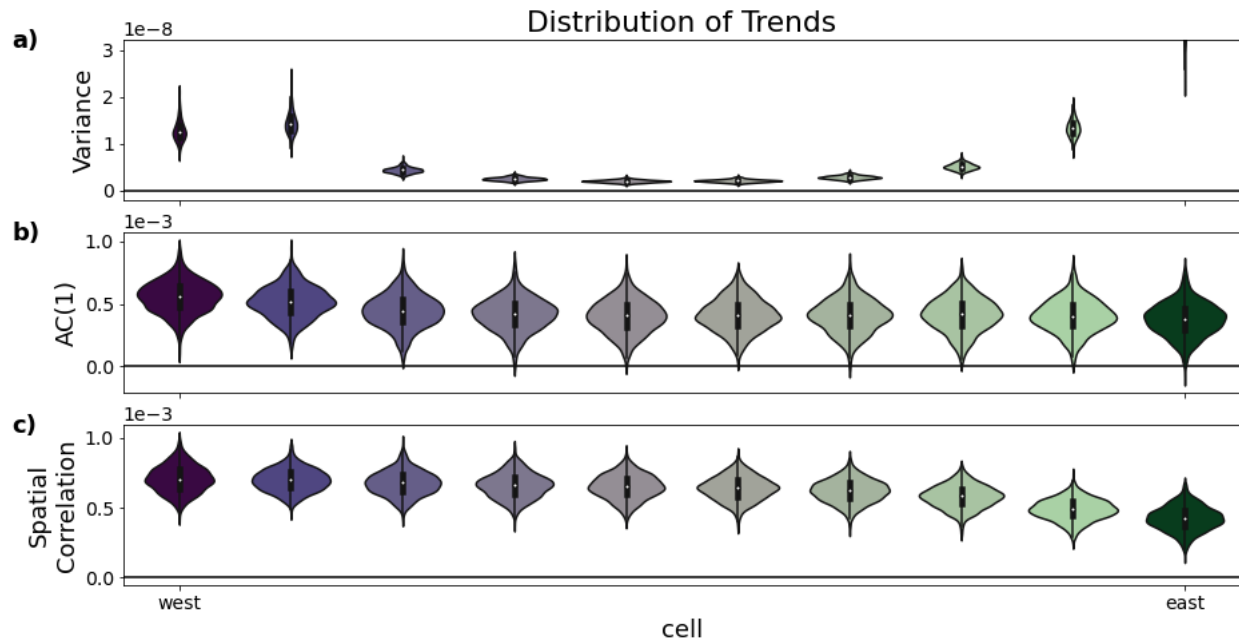 Distribution of Trends
a)
1e−8
Variance
3
2
1
0
b)
1e−3
AC(1)
1.0
0.5
0.0
c)
1e−3
Spatial
Correlation
1.0
0.5
0.0
west
east
cell